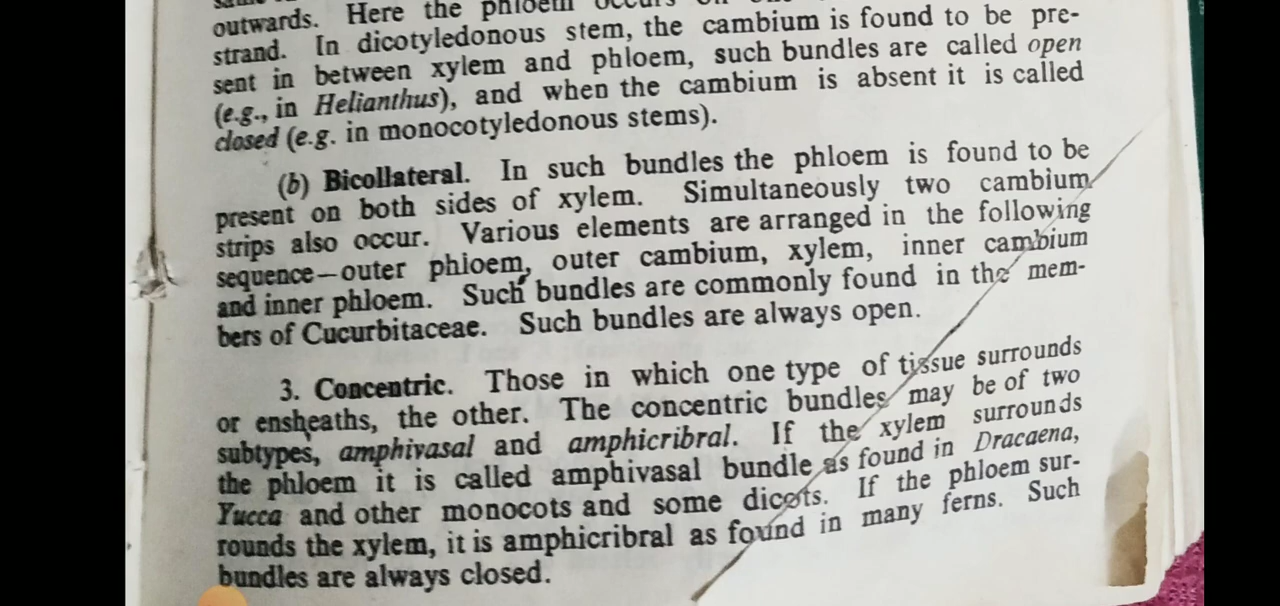 outwards. Here the phloem occurs on
strand. In dicotyledonous stem, the cambium is found to be pre-
sent in between xylem and phloem, such bundles are called open
(e.g., in Helianthus), and when the cambium is absent it is called
closed (e.g. in monocotyledonous stems).
(b) Bicollateral. In such bundles the phloem is found to be
present on both sides of xylem. Simultaneously two cambium
strips also occur. Various elements are arranged in the following
sequence—outer phloem, outer cambium, xylem, inner cambium
and inner phloem. Such bundles are commonly found in the mem-
bers of Cucurbitaceae. Such bundles are always open.
3. Concentric. Those in which one type of tissue surrounds
or ensheaths, the other. The concentric bundles may be of two
subtypes, amphivasal and amphicribral. If the xylem surrounds
the phloem it is called amphivasal bundle as found in Dracaena,
Yucca and other monocots and some dicots. If the phloem sur-
rounds the xylem, it is amphicribral as found in many ferns. Such
bundles are always closed.